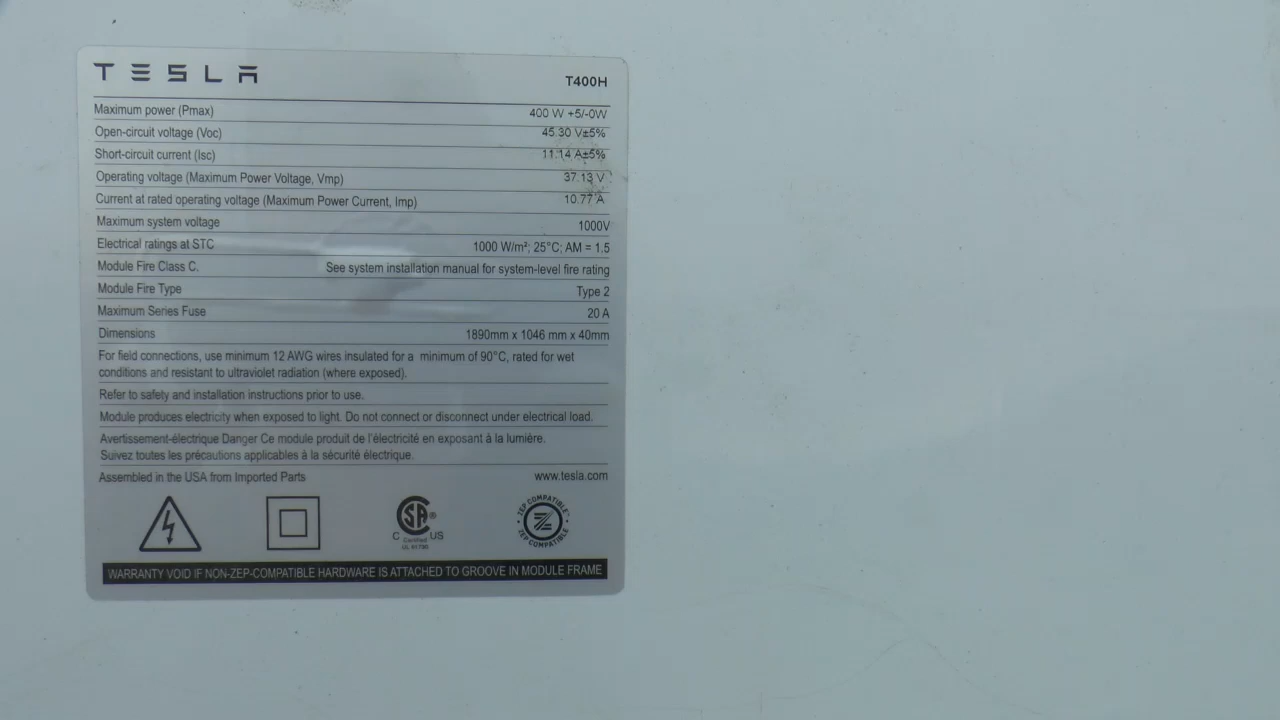 TESLA
T400H
Maximum power (Pmax) 400 W +5/-0W
Open-circuit voltage (Voc) 45.30 V±5%
Short-circuit current (Isc) 11.14 A±5%
Operating voltage (Maximum Power Voltage, Vmp) 37.13 V
Current at rated operating voltage (Maximum Power Current, Imp) 10.77 A
Maximum system voltage 1000V
Electrical ratings at STC 1000 W/m²; 25°C; AM = 1.5
Module Fire Class C. See system installation manual for system-level fire rating
Module Fire Type Type 2
Maximum Series Fuse 20 A
Dimensions 1890mm x 1046 mm x 40mm
For field connections, use minimum 12 AWG wires insulated for a minimum of 90°C, rated for wet
conditions and resistant to ultraviolet radiation (where exposed).
Refer to safety and installation instructions prior to use.
Module produces electricity when exposed to light. Do not connect or disconnect under electrical load.
Avertissement-électrique Danger Ce module produit de l'électricité en exposant à la lumière.
Suivez toutes les précautions applicables à la sécurité électrique.
Assembled in the USA from Imported Parts www.tesla.com
SA®
C Certified US
UL 61730
ZEP COMPATIBLE™
ZEP COMPATIBLE
WARRANTY VOID IF NON-ZEP-COMPATIBLE HARDWARE IS ATTACHED TO GROOVE IN MODULE FRAME